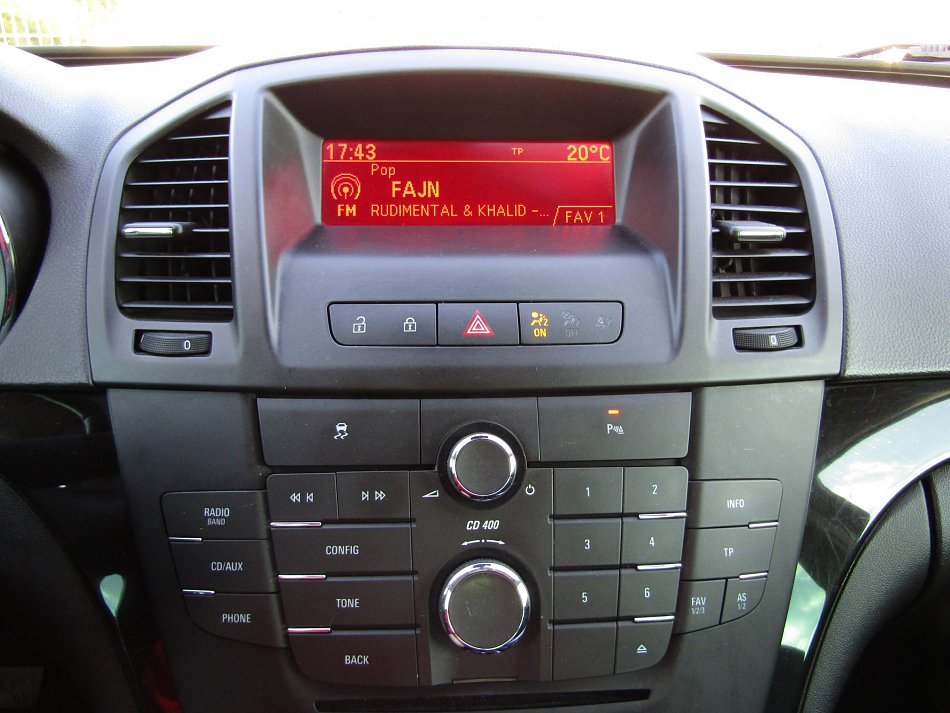 17:43 TP 20°C
Pop
FAJN
FM RUDIMENTAL & KHALID -... FAV 1
ON OFF
0 0
P
1 2
RADIO BAND INFO
CD 400
CONFIG 3 4 TP
CD/AUX
TONE 5 6 FAV 1/2/3 AS 1/2
PHONE
BACK